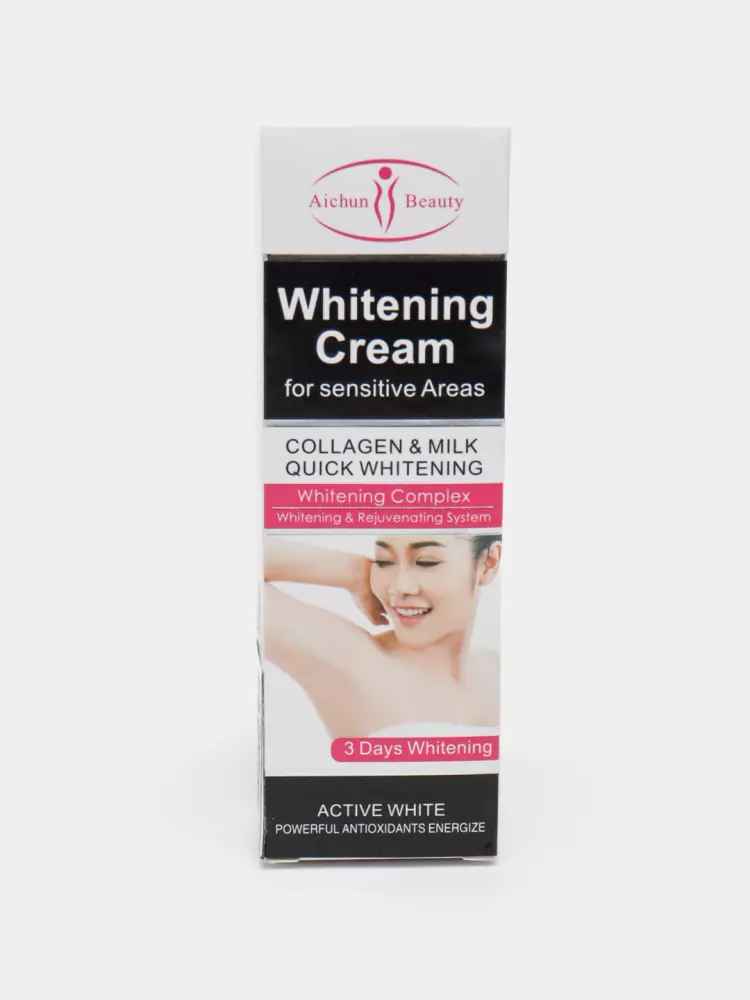 Aichun Beauty
Whitening
Cream
for sensitive Areas
COLLAGEN & MILK
QUICK WHITENING
Whitening Complex
Whitening & Rejuvenating System
3 Days Whitening
ACTIVE WHITE
POWERFUL ANTIOXIDANTS ENERGIZE